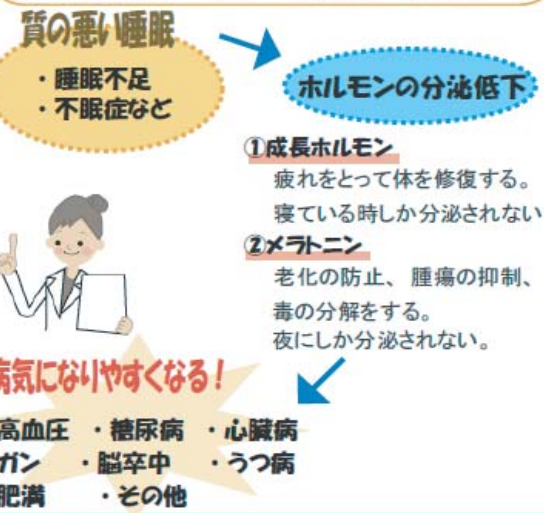 質の悪い睡眠
・睡眠不足
・不眠症など
ホルモンの分泌低下
①成長ホルモン
疲れをとって体を修復する。
寝ている時しか分泌されない
②メラトニン
老化の防止、腫瘍の抑制、
毒の分解をする。
夜にしか分泌されない。
病気になりやすくなる!
高血圧 ・糖尿病 ・心臓病
ガン ・脳卒中 ・うつ病
肥満 ・その他